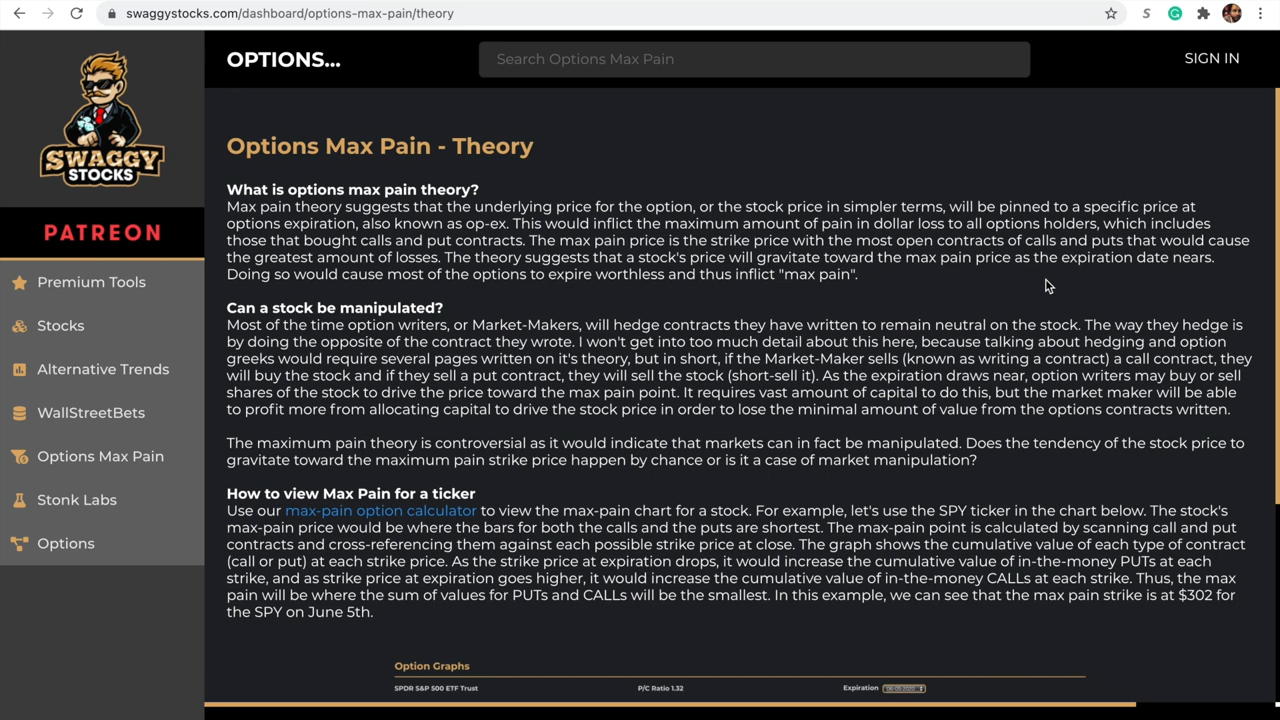 swaggystocks.com/dashboard/options-max-pain/theory
SWAGGY
STOCKS
PATREON
Premium Tools
Stocks
Alternative Trends
WallStreetBets
Options Max Pain
Stonk Labs
Options
OPTIONS...
Search Options Max Pain
SIGN IN
Options Max Pain - Theory
What is options max pain theory?
Max pain theory suggests that the underlying price for the option, or the stock price in simpler terms, will be pinned to a specific price at
options expiration, also known as op-ex. This would inflict the maximum amount of pain in dollar loss to all options holders, which includes
those that bought calls and put contracts. The max pain price is the strike price with the most open contracts of calls and puts that would cause
the greatest amount of losses. The theory suggests that a stock's price will gravitate toward the max pain price as the expiration date nears.
Doing so would cause most of the options to expire worthless and thus inflict "max pain".
Can a stock be manipulated?
Most of the time option writers, or Market-Makers, will hedge contracts they have written to remain neutral on the stock. The way they hedge is
by doing the opposite of the contract they wrote. I won't get into too much detail about this here, because talking about hedging and option
greeks would require several pages written on it's theory, but in short, if the Market-Maker sells (known as writing a contract) a call contract, they
will buy the stock and if they sell a put contract, they will sell the stock (short-sell it). As the expiration draws near, option writers may buy or sell
shares of the stock to drive the price toward the max pain point. It requires vast amount of capital to do this, but the market maker will be able
to profit more from allocating capital to drive the stock price in order to lose the minimal amount of value from the options contracts written.
The maximum pain theory is controversial as it would indicate that markets can in fact be manipulated. Does the tendency of the stock price to
gravitate toward the maximum pain strike price happen by chance or is it a case of market manipulation?
How to view Max Pain for a ticker
Use our max-pain option calculator to view the max-pain chart for a stock. For example, let's use the SPY ticker in the chart below. The stock's
max-pain price would be where the bars for both the calls and the puts are shortest. The max-pain point is calculated by scanning call and put
contracts and cross-referencing them against each possible strike price at close. The graph shows the cumulative value of each type of contract
(call or put) at each strike price. As the strike price at expiration drops, it would increase the cumulative value of in-the-money PUTs at each
strike, and as strike price at expiration goes higher, it would increase the cumulative value of in-the-money CALLs at each strike. Thus, the max
pain will be where the sum of values for PUTs and CALLs will be the smallest. In this example, we can see that the max pain strike is at $302 for
the SPY on June 5th.
Option Graphs
SPDR S&P 500 ETF Trust
P/C Ratio 1.32
Expiration 06-05-2020